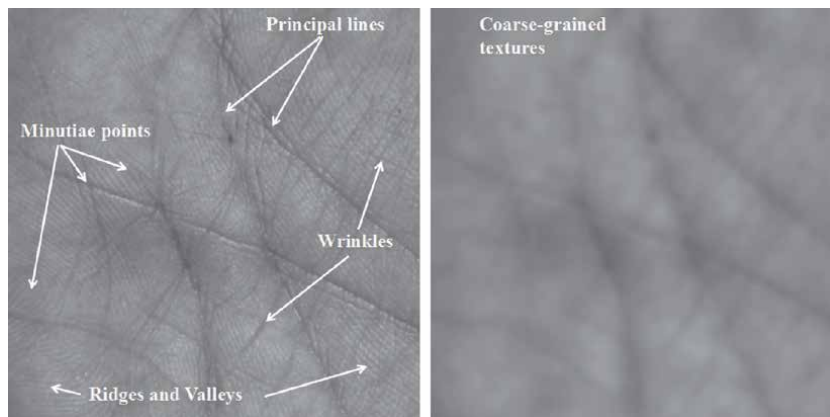 Principal lines
Minutiae points
Wrinkles
Ridges and Valleys
Coarse-grained
textures